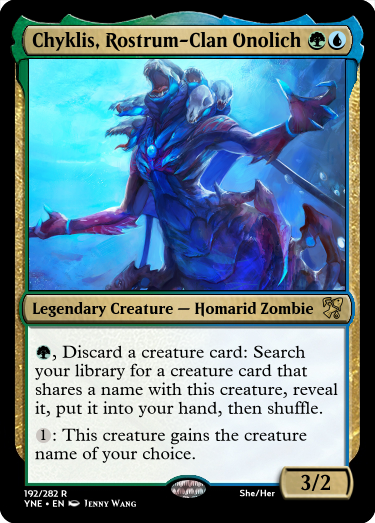 Chyklis, Rostrum-Clan Onolich
Legendary Creature — Homarid Zombie
, Discard a creature card: Search
your library for a creature card that
shares a name with this creature, reveal
it, put it into your hand, then shuffle.
1: This creature gains the creature
name of your choice.
192/282 R
YNE • EN Jenny Wang
She/Her
3/2